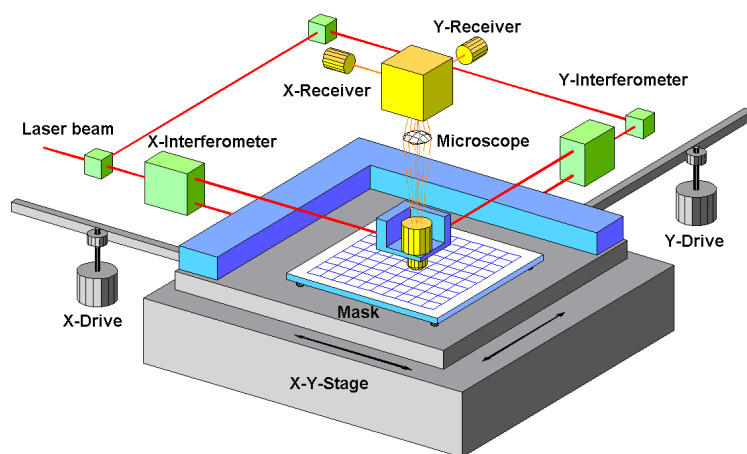 Y-Receiver
X-Receiver
Y-Interferometer
Laser beam
X-Interferometer
Microscope
Y-Drive
X-Drive
Mask
X-Y-Stage